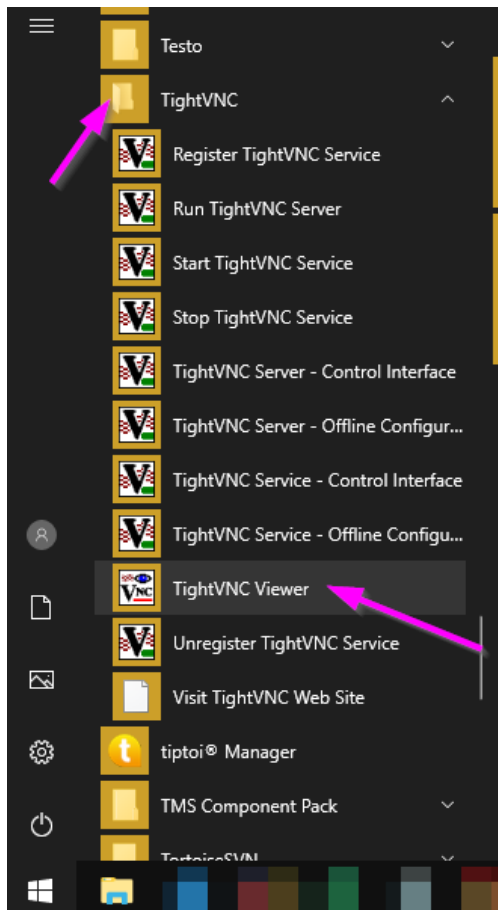 Testo
TightVNC
Register TightVNC Service
Run TightVNC Server
Start TightVNC Service
Stop TightVNC Service
TightVNC Server - Control Interface
TightVNC Server - Offline Configur...
TightVNC Service - Control Interface
TightVNC Service - Offline Configu...
TightVNC Viewer
Unregister TightVNC Service
Visit TightVNC Web Site
tiptoi® Manager
TMS Component Pack
TortoiseSVN